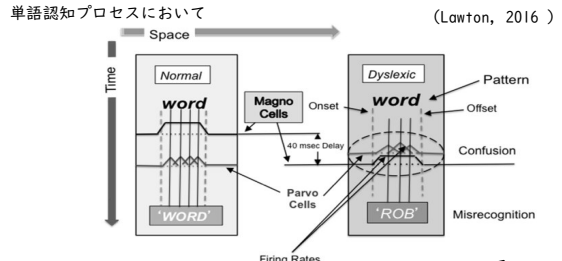 単語認知プロセスにおいて
(Lawton, 2016 )
Space
Time
Normal
Dyslexic
word
word
Magno
Cells
Onset
Offset
Pattern
40 msec Delay
Confusion
Parvo
Cells
'WORD'
'ROB'
Misrecognition
Firing Rates